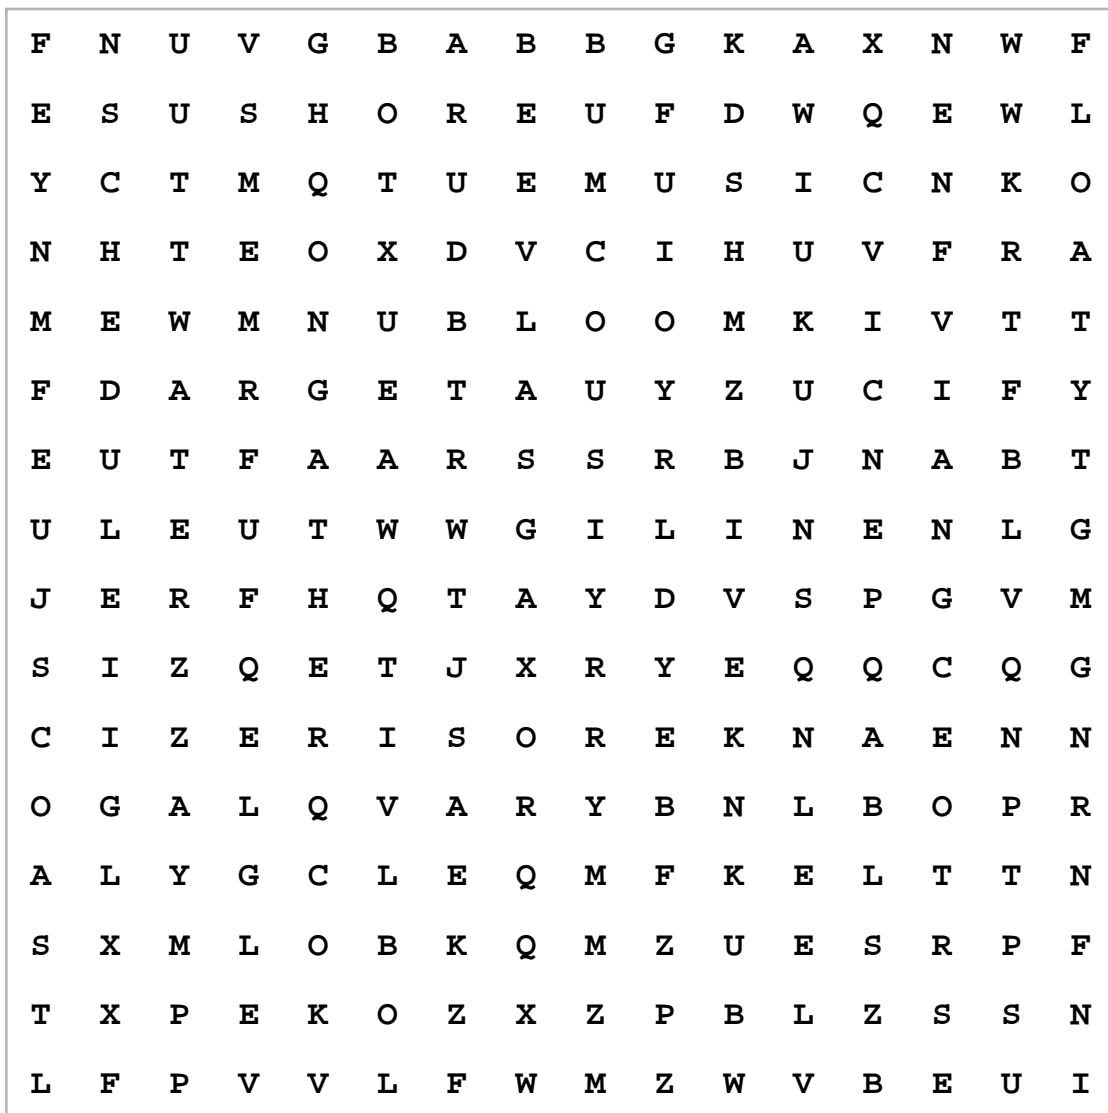 F N U V G B A B B G K A X N W F
E S U S H O R E U F D W Q E W L
Y C T M Q T U E M U S I C N K O
N H T E O X D V C I H U V F R A
M E W M N U B L O O M K I V T T
F D A R G E T A U Y Z U C I F Y
E U T F A A R S S R B J N A B T
U L E U T W W G I L I N E N L G
J E R F H Q T A Y D V S P G V M
S I Z Q E T J X R Y E Q Q C Q G
C I Z E R I S O R E K N A E N N
O G A L Q V A R Y B N L B O P R
A L Y G C L E Q M F K E L T T N
S X M L O B K Q M Z U E S R P F
T X P E K O Z X Z P B L Z S S N
L F P V V L F W M Z W V B E U I